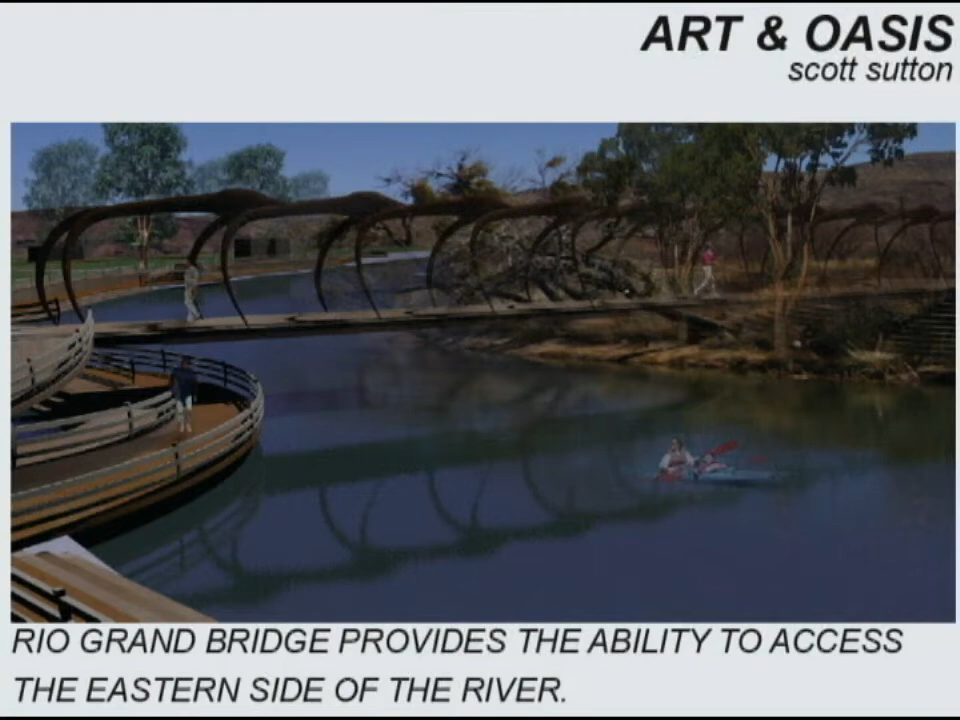 ART & OASIS
scott sutton
RIO GRAND BRIDGE PROVIDES THE ABILITY TO ACCESS
THE EASTERN SIDE OF THE RIVER.